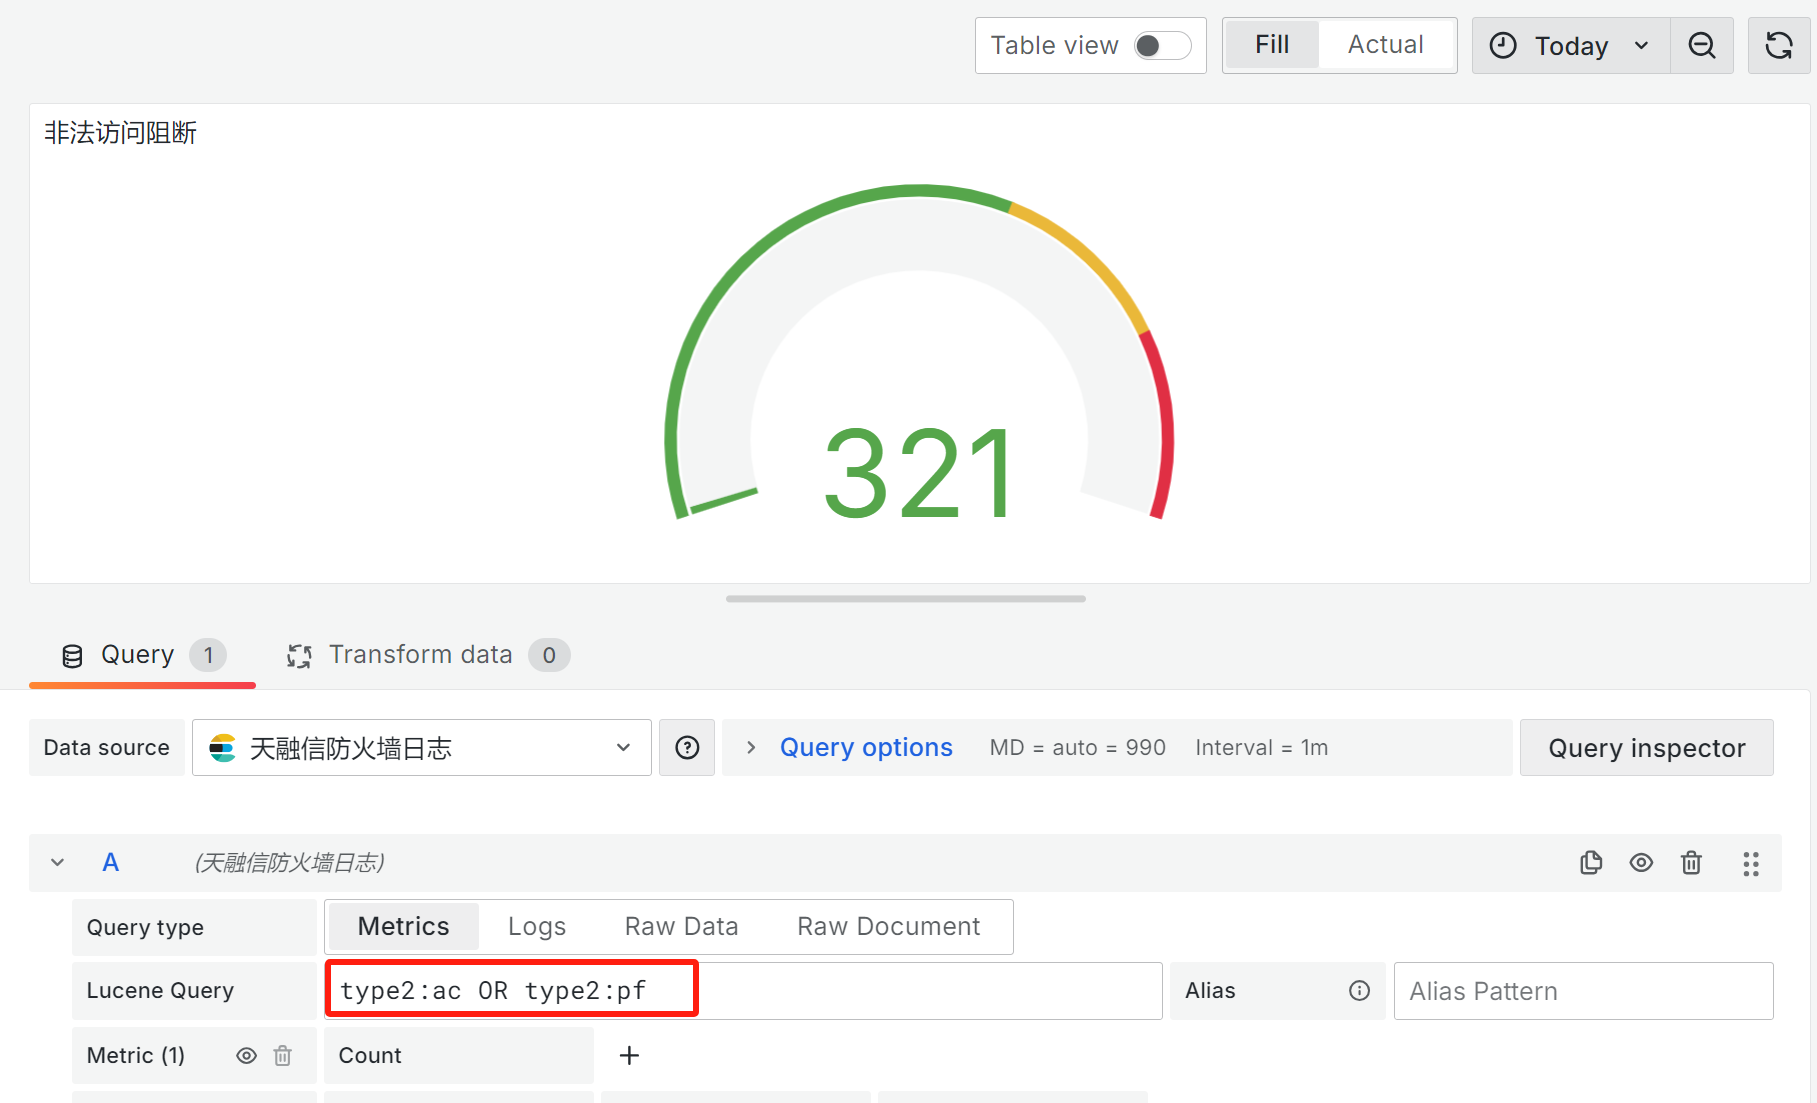 Table view Fill Actual Today
非法访问阻断
321
Query 1 Transform data 0
Data source 天融信防火墙日志 Query options MD = auto = 990 Interval = 1m Query inspector
A (天融信防火墙日志)
Query type Metrics Logs Raw Data Raw Document
Lucene Query type2:ac OR type2:pf Alias Alias Pattern
Metric (1) Count